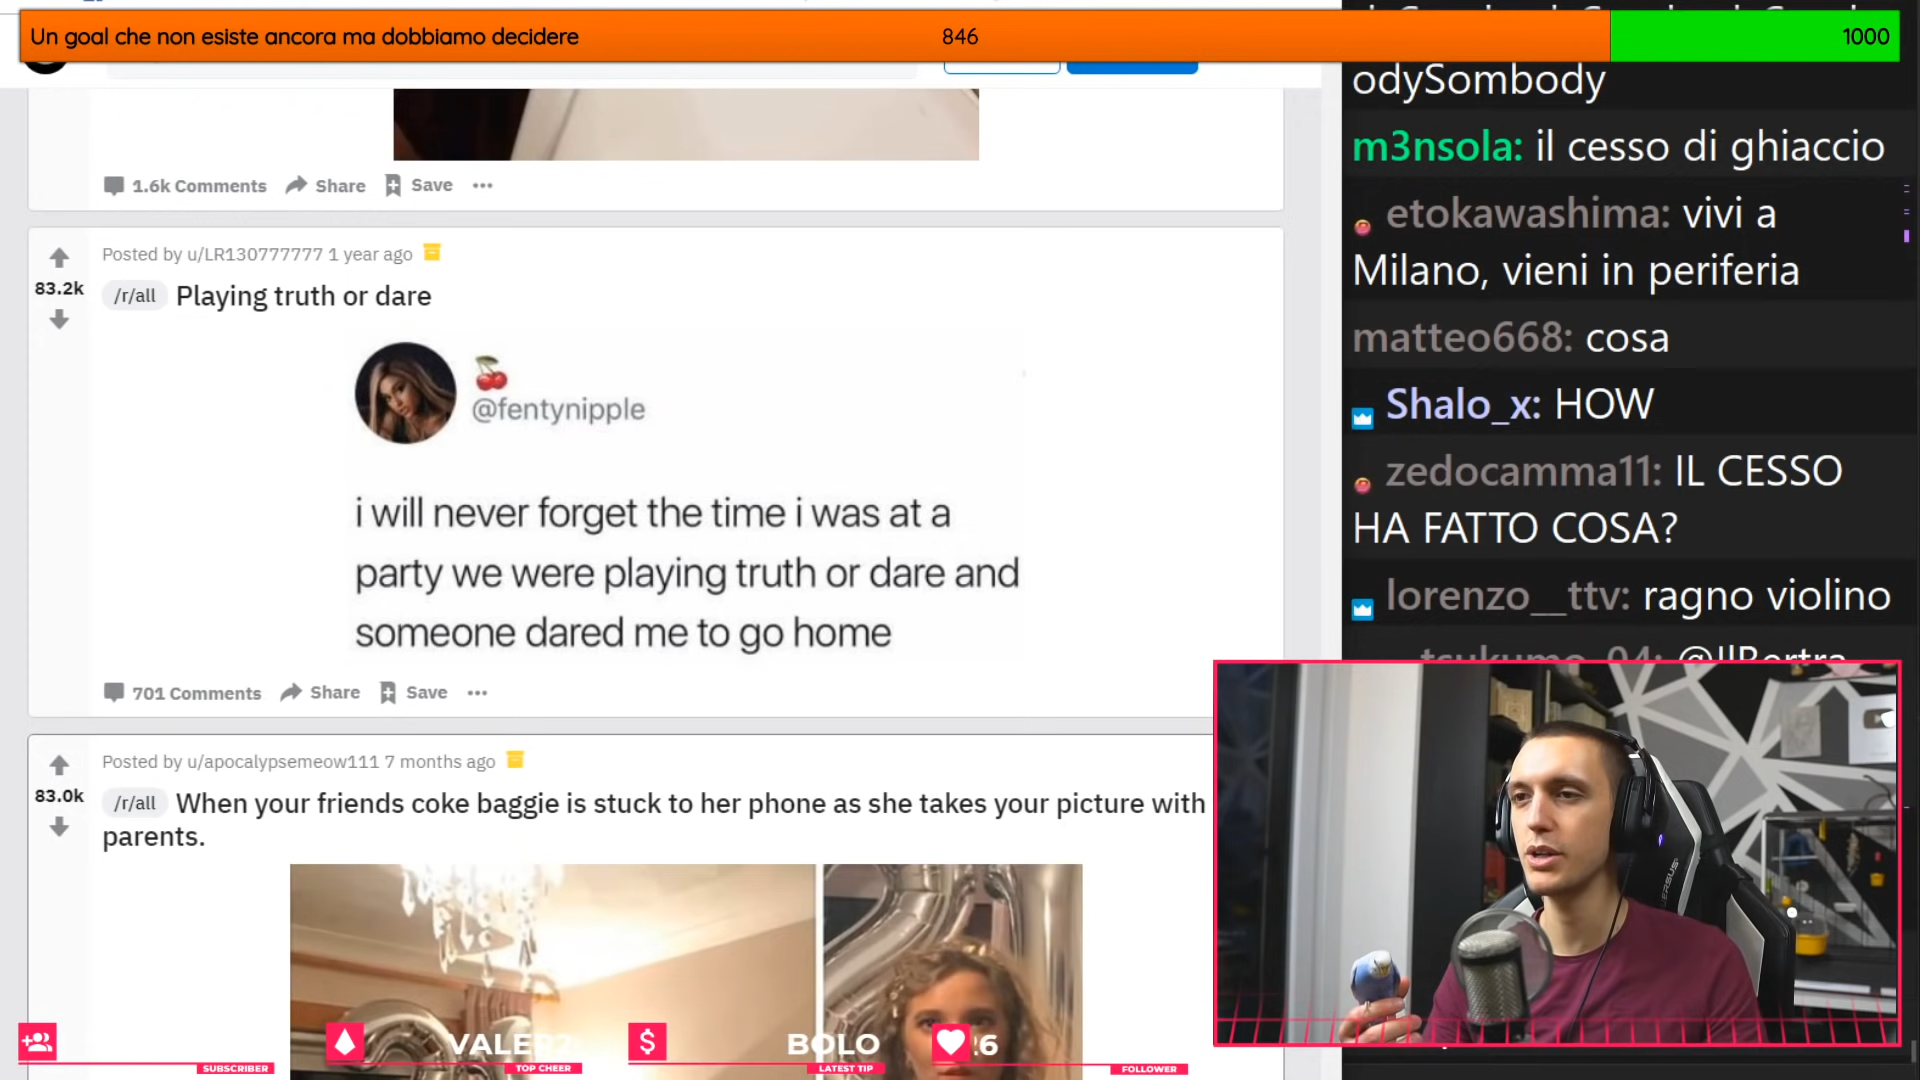 Un goal che non esiste ancora ma dobbiamo decidere
846
1000
1.6k Comments Share Save
Posted by u/LR130777777 1 year ago
83.2k
/r/all Playing truth or dare
@fentynipple
i will never forget the time i was at a
party we were playing truth or dare and
someone dared me to go home
701 Comments Share Save
Posted by u/apocalypsemeow111 7 months ago
83.0k
/r/all When your friends coke baggie is stuck to her phone as she takes your picture with
parents.
odySombody
m3nsola: il cesso di ghiaccio
etokawashima: vivi a
Milano, vieni in periferia
matteo668: cosa
Shalo_x: HOW
zedocamma11: IL CESSO
HA FATTO COSA?
lorenzo__ttv: ragno violino
SUBSCRIBER
TOP CHEER
BOLO
LATEST TIP
FOLLOWER